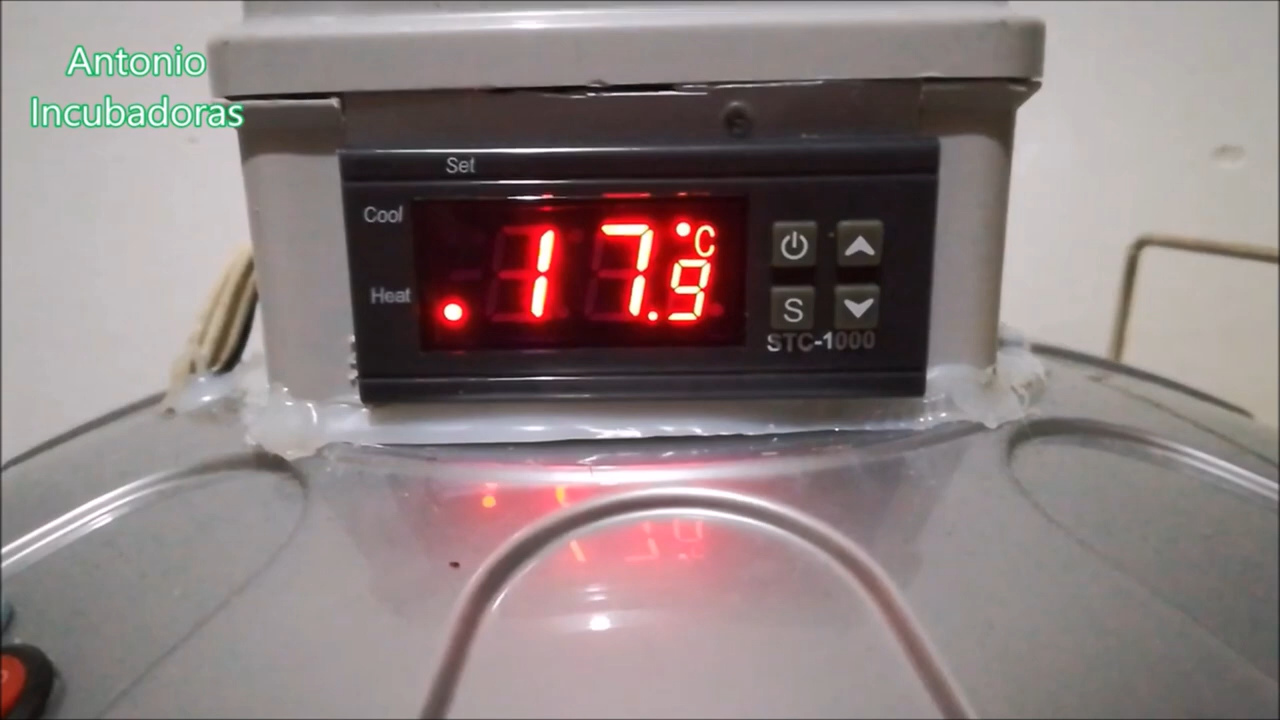 Antonio
Incubadoras
Set
Cool
Heat
17.9
°C
S
STC-1000